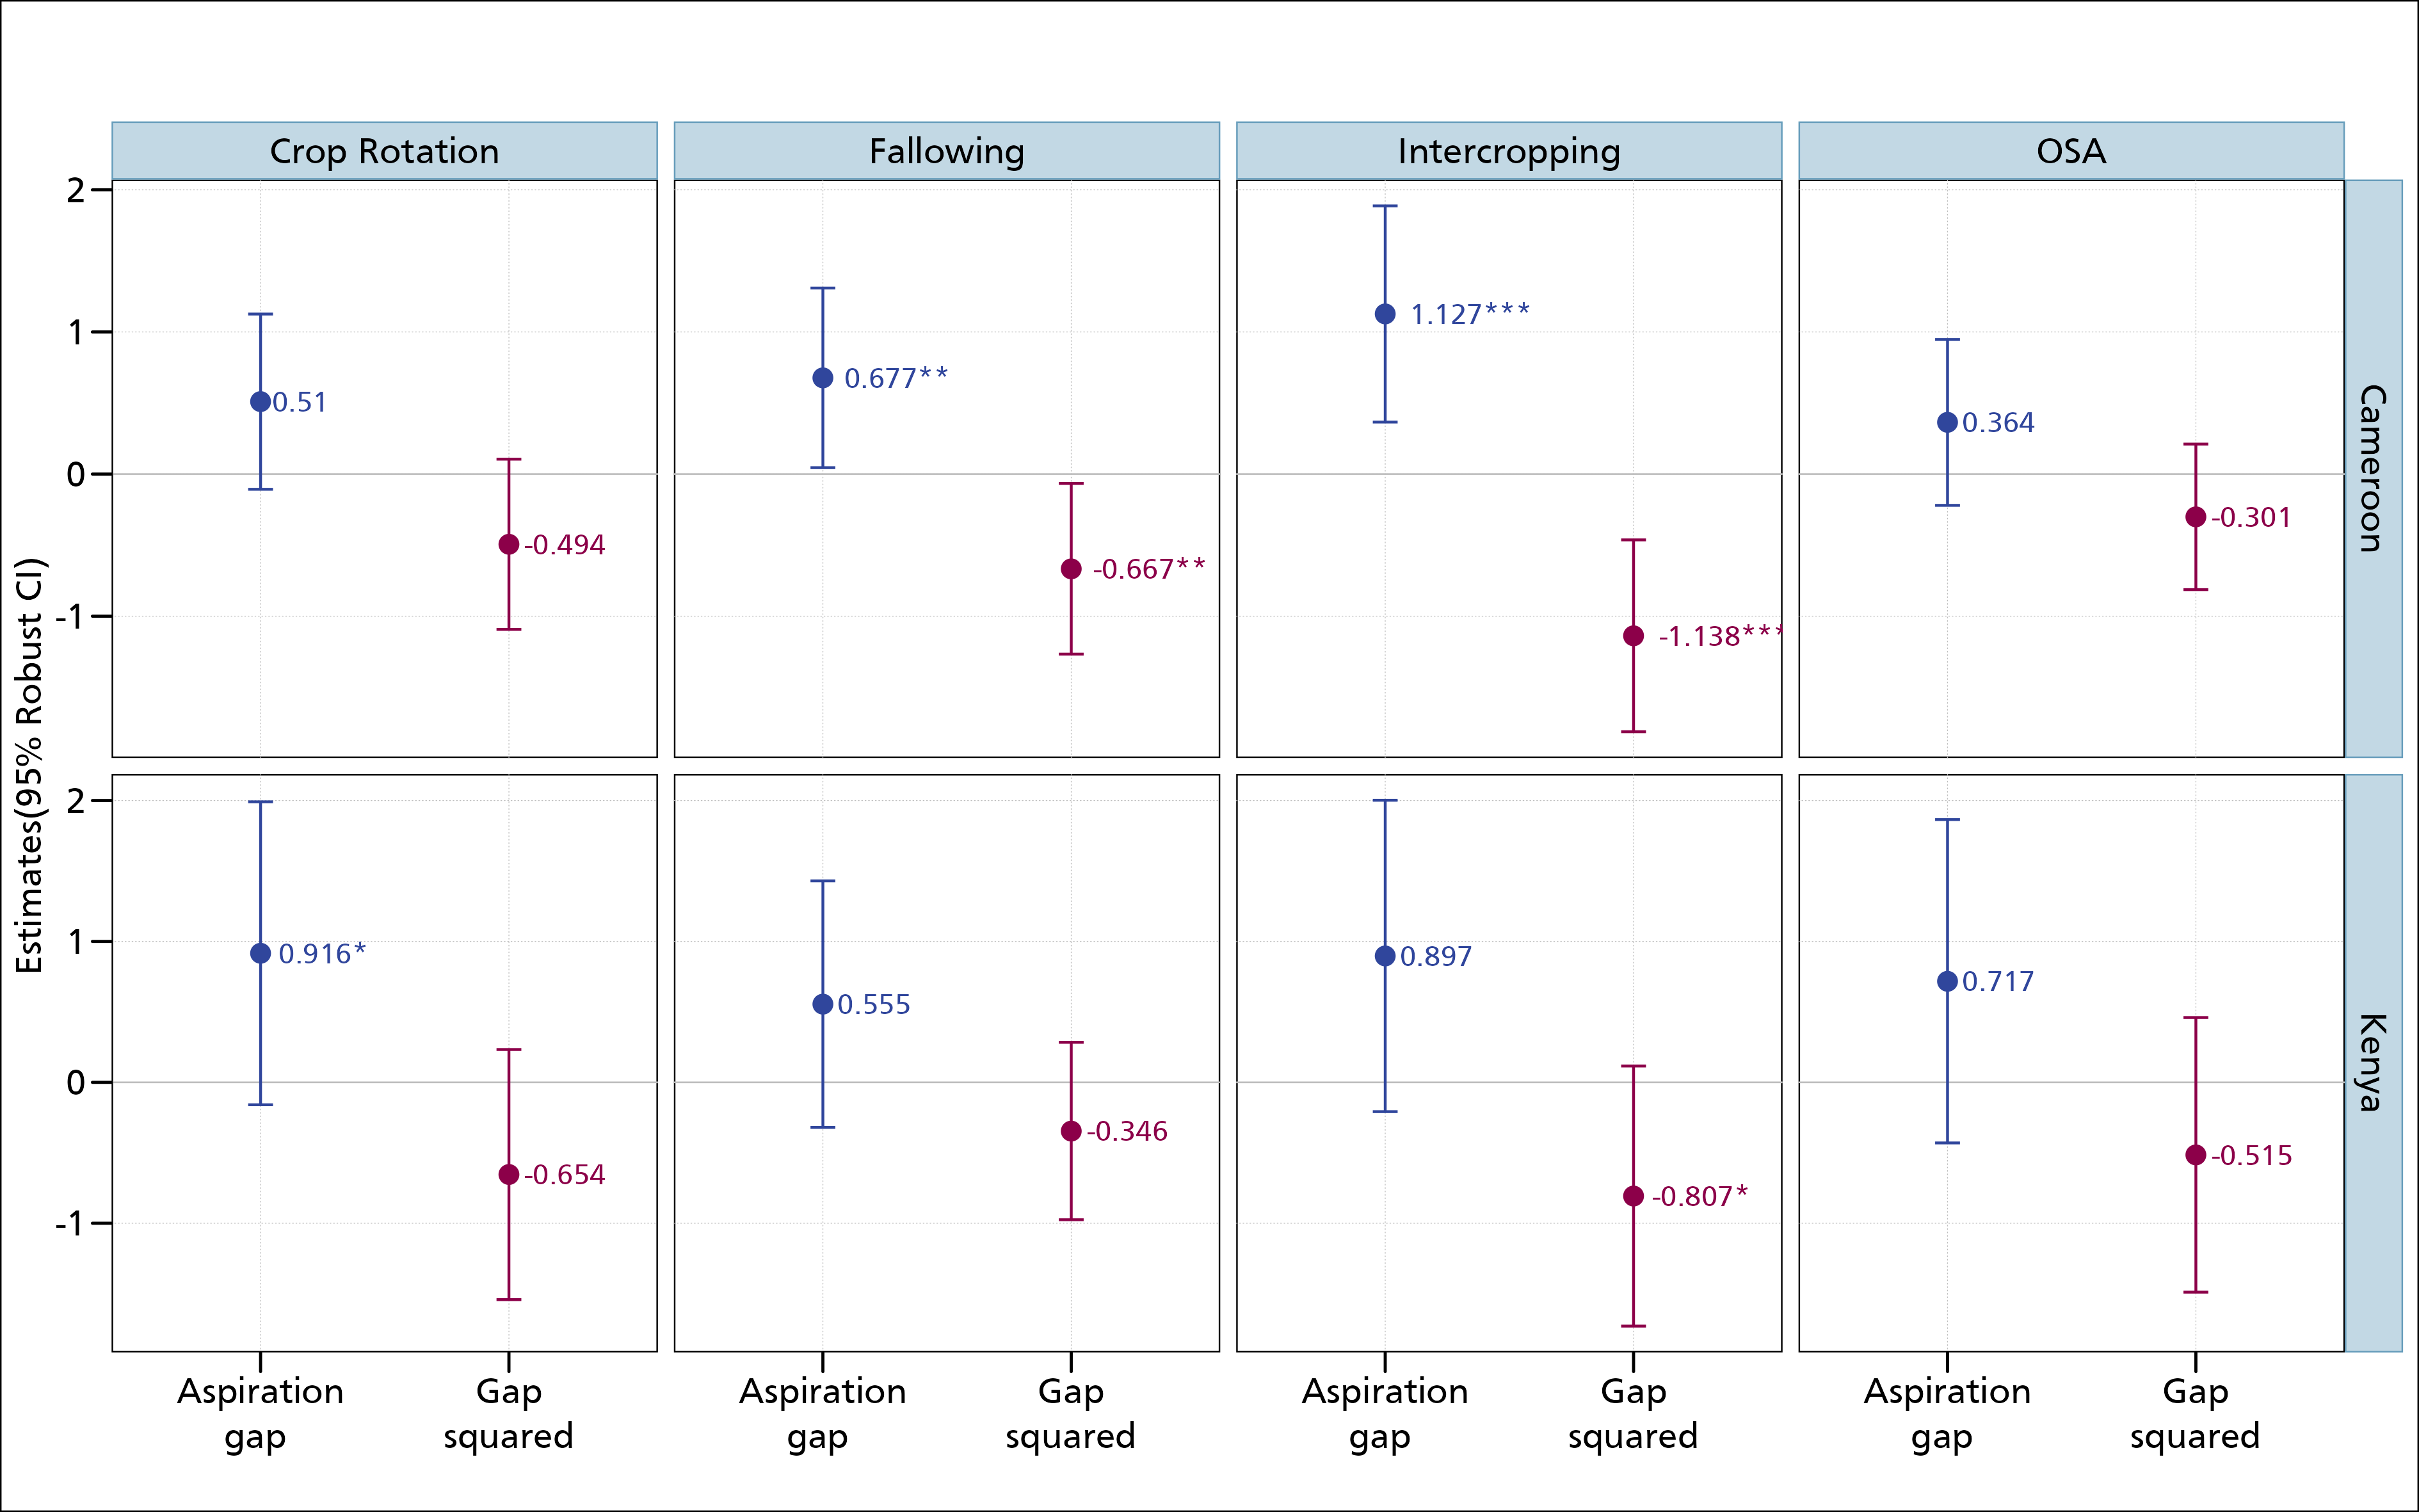 Crop Rotation
Fallowing
Intercropping
OSA
Estimates(95% Robust CI)
Cameroon
2
1
0
-1
0.51
-0.494
0.677**
-0.667**
1.127***
-1.138***
0.364
-0.301
Kenya
2
1
0
-1
0.916*
-0.654
0.555
-0.346
0.897
-0.807*
0.717
-0.515
Aspiration
gap
Gap
squared
Aspiration
gap
Gap
squared
Aspiration
gap
Gap
squared
Aspiration
gap
Gap
squared